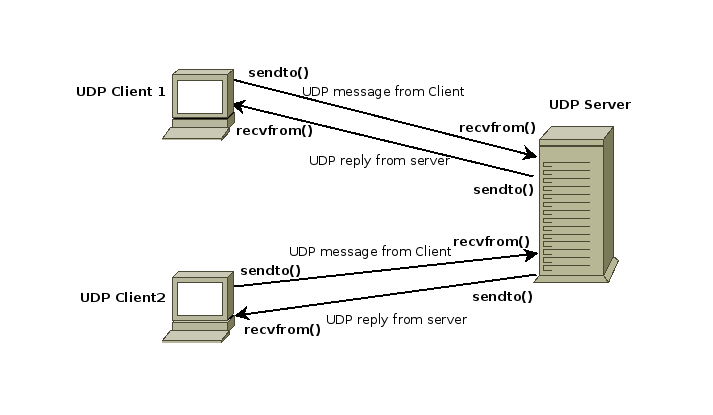 sendto()
UDP Client 1
UDP message from Client
UDP Server
recvfrom()
recvfrom()
UDP reply from server
sendto()
recvfrom()
UDP message from Client
sendto()
UDP Client2
sendto()
UDP reply from server
recvfrom()